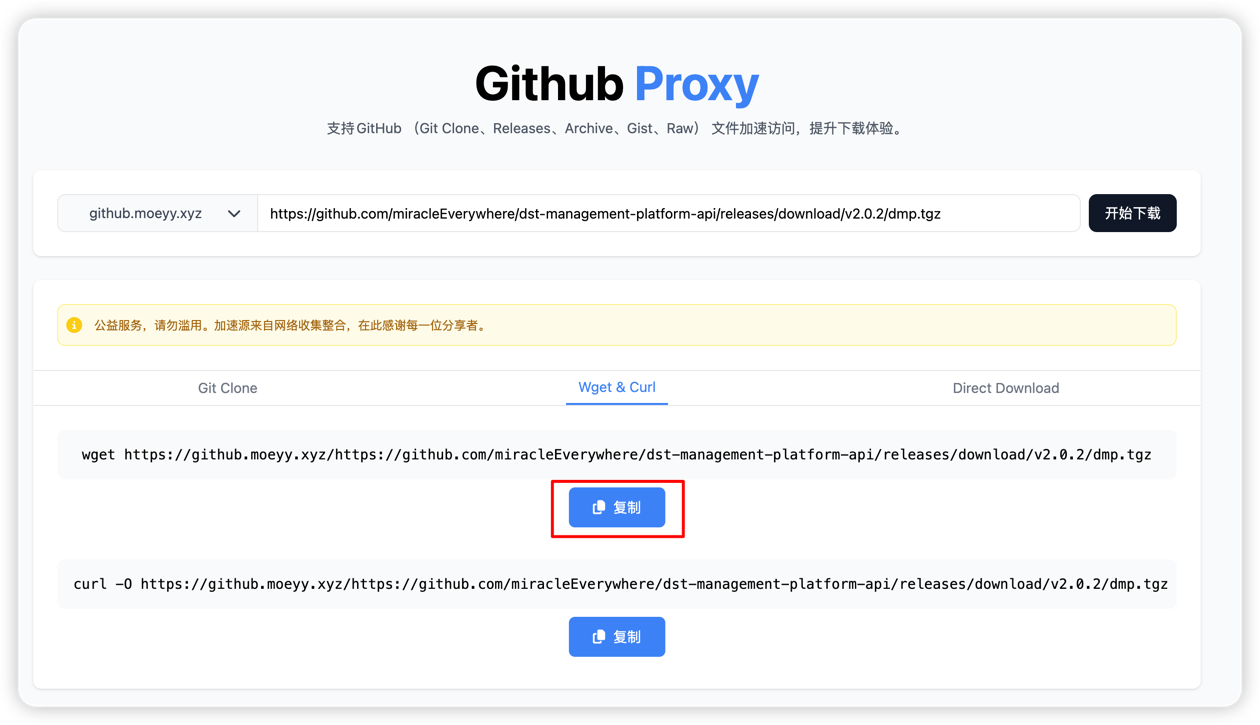 Github Proxy
支持GitHub （Git Clone、Releases、Archive、Gist、Raw） 文件加速访问，提升下载体验。
github.moeyy.xyz
https://github.com/miracleEverywhere/dst-management-platform-api/releases/download/v2.0.2/dmp.tgz
开始下载
公益服务，请勿滥用。加速源来自网络收集整合，在此感谢每一位分享者。
Git Clone
Wget & Curl
Direct Download
wget https://github.moeyy.xyz/https://github.com/miracleEverywhere/dst-management-platform-api/releases/download/v2.0.2/dmp.tgz
复制
curl -O https://github.moeyy.xyz/https://github.com/miracleEverywhere/dst-management-platform-api/releases/download/v2.0.2/dmp.tgz
复制